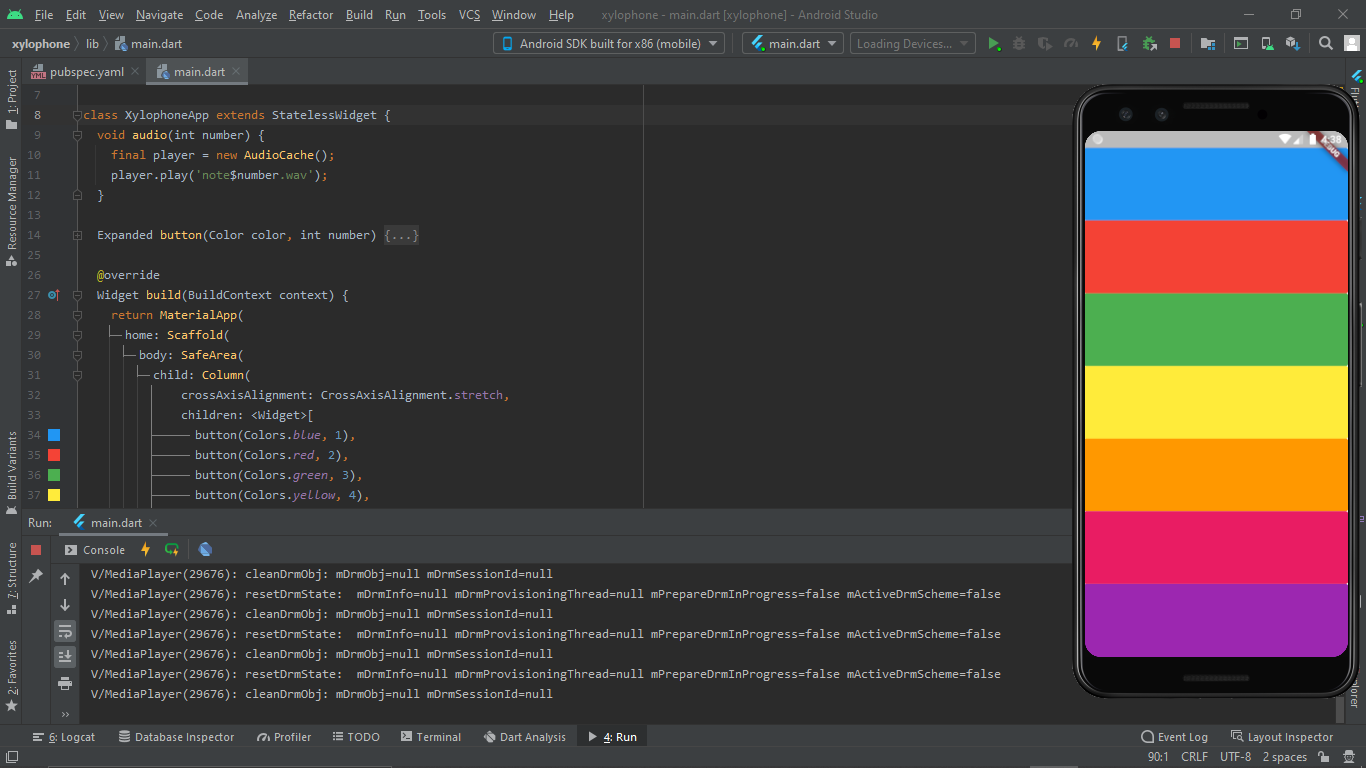 File Edit View Navigate Code Analyze Refactor Build Run Tools VCS Window Help xylophone - main.dart [xylophone] - Android Studio
xylophone lib main.dart Android SDK built for x86 (mobile) main.dart Loading Devices...
pubspec.yaml main.dart
1: Project
Resource Manager
Build Variants
7: Structure
2: Favorites
7
8 class XylophoneApp extends StatelessWidget {
9 void audio(int number) {
10 final player = new AudioCache();
11 player.play('note$number.wav');
12 }
13
14 Expanded button(Color color, int number) {...}
25
26 @override
27 Widget build(BuildContext context) {
28 return MaterialApp(
29 home: Scaffold(
30 body: SafeArea(
31 child: Column(
32 crossAxisAlignment: CrossAxisAlignment.stretch,
33 children: <Widget>[
34 button(Colors.blue, 1),
35 button(Colors.red, 2),
36 button(Colors.green, 3),
37 button(Colors.yellow, 4),
Run: main.dart
Console
V/MediaPlayer(29676): cleanDrmObj: mDrmObj=null mDrmSessionId=null
V/MediaPlayer(29676): resetDrmState:  mDrmInfo=null mDrmProvisioningThread=null mPrepareDrmInProgress=false mActiveDrmScheme=false
V/MediaPlayer(29676): cleanDrmObj: mDrmObj=null mDrmSessionId=null
V/MediaPlayer(29676): resetDrmState:  mDrmInfo=null mDrmProvisioningThread=null mPrepareDrmInProgress=false mActiveDrmScheme=false
V/MediaPlayer(29676): cleanDrmObj: mDrmObj=null mDrmSessionId=null
V/MediaPlayer(29676): resetDrmState:  mDrmInfo=null mDrmProvisioningThread=null mPrepareDrmInProgress=false mActiveDrmScheme=false
V/MediaPlayer(29676): cleanDrmObj: mDrmObj=null mDrmSessionId=null
6: Logcat Database Inspector Profiler TODO Terminal Dart Analysis 4: Run Event Log Layout Inspector
90:1 CRLF UTF-8 2 spaces